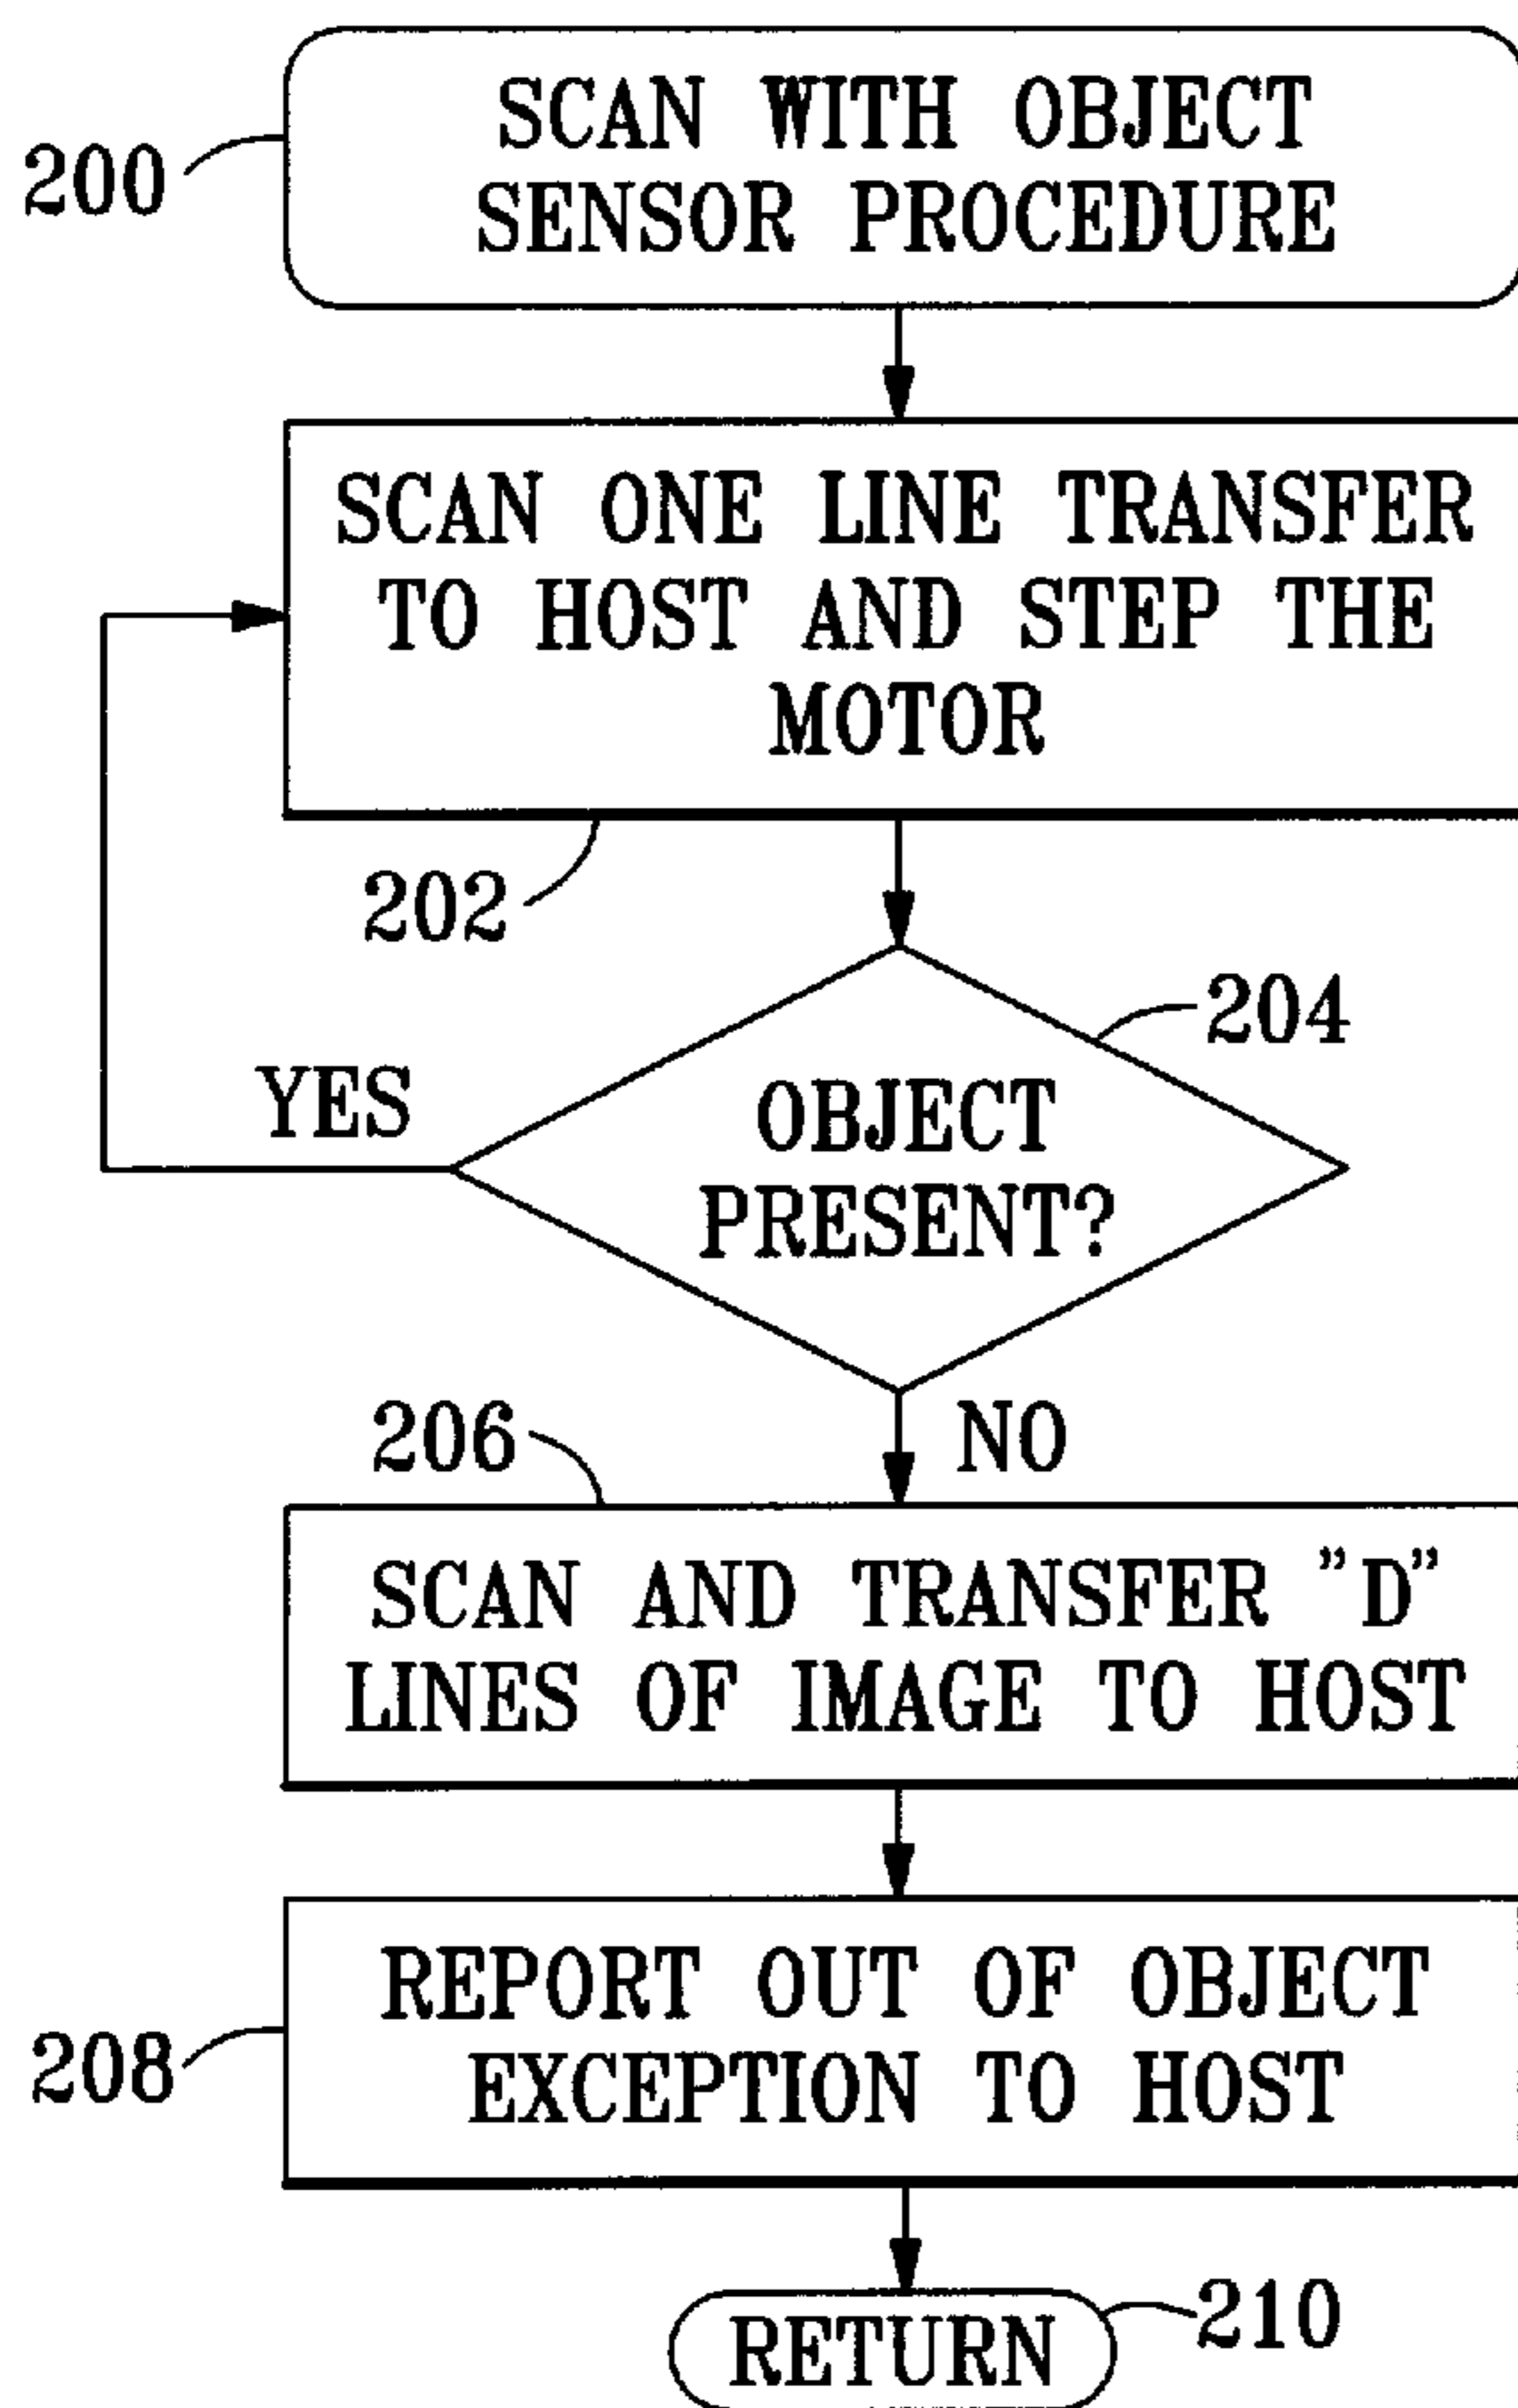 200
SCAN WITH OBJECT
SENSOR PROCEDURE
SCAN ONE LINE TRANSFER
TO HOST AND STEP THE
MOTOR
202
204
OBJECT
PRESENT?
YES
NO
206
SCAN AND TRANSFER "D"
LINES OF IMAGE TO HOST
208
REPORT OUT OF OBJECT
EXCEPTION TO HOST
RETURN
210